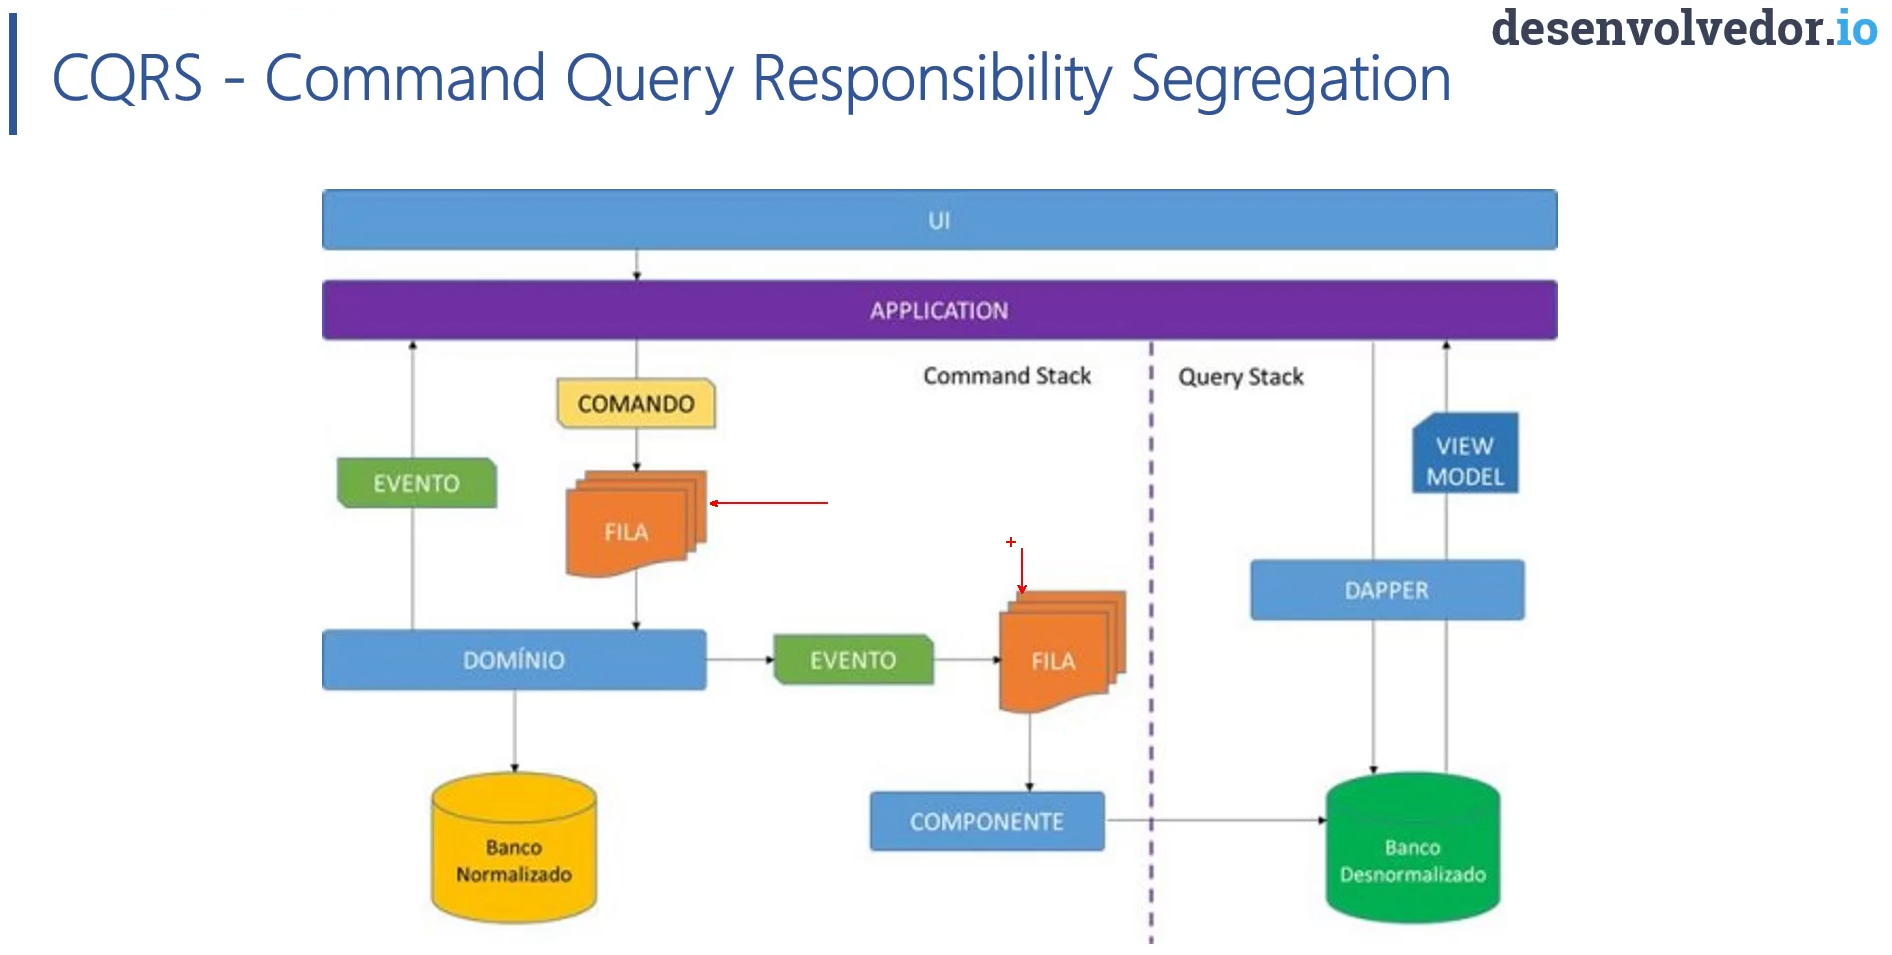 desenvolvedor.io
CQRS - Command Query Responsibility Segregation
UI
APPLICATION
Command Stack
Query Stack
COMANDO
VIEW
MODEL
EVENTO
FILA
+
DAPPER
DOMÍNIO
EVENTO
FILA
COMPONENTE
Banco
Normalizado
Banco
Desnormalizado